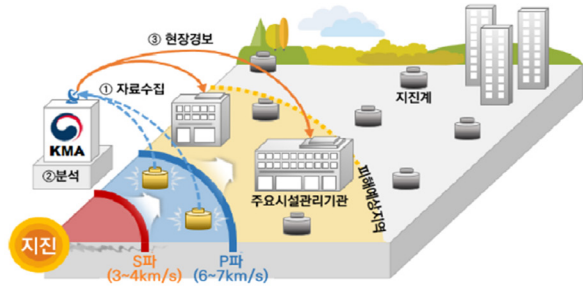 ③ 현장경보
① 자료수집
지진계
KMA
②분석
주요시설관리기관
피해예상지역
지진
S파
(3~4km/s)
P파
(6~7km/s)